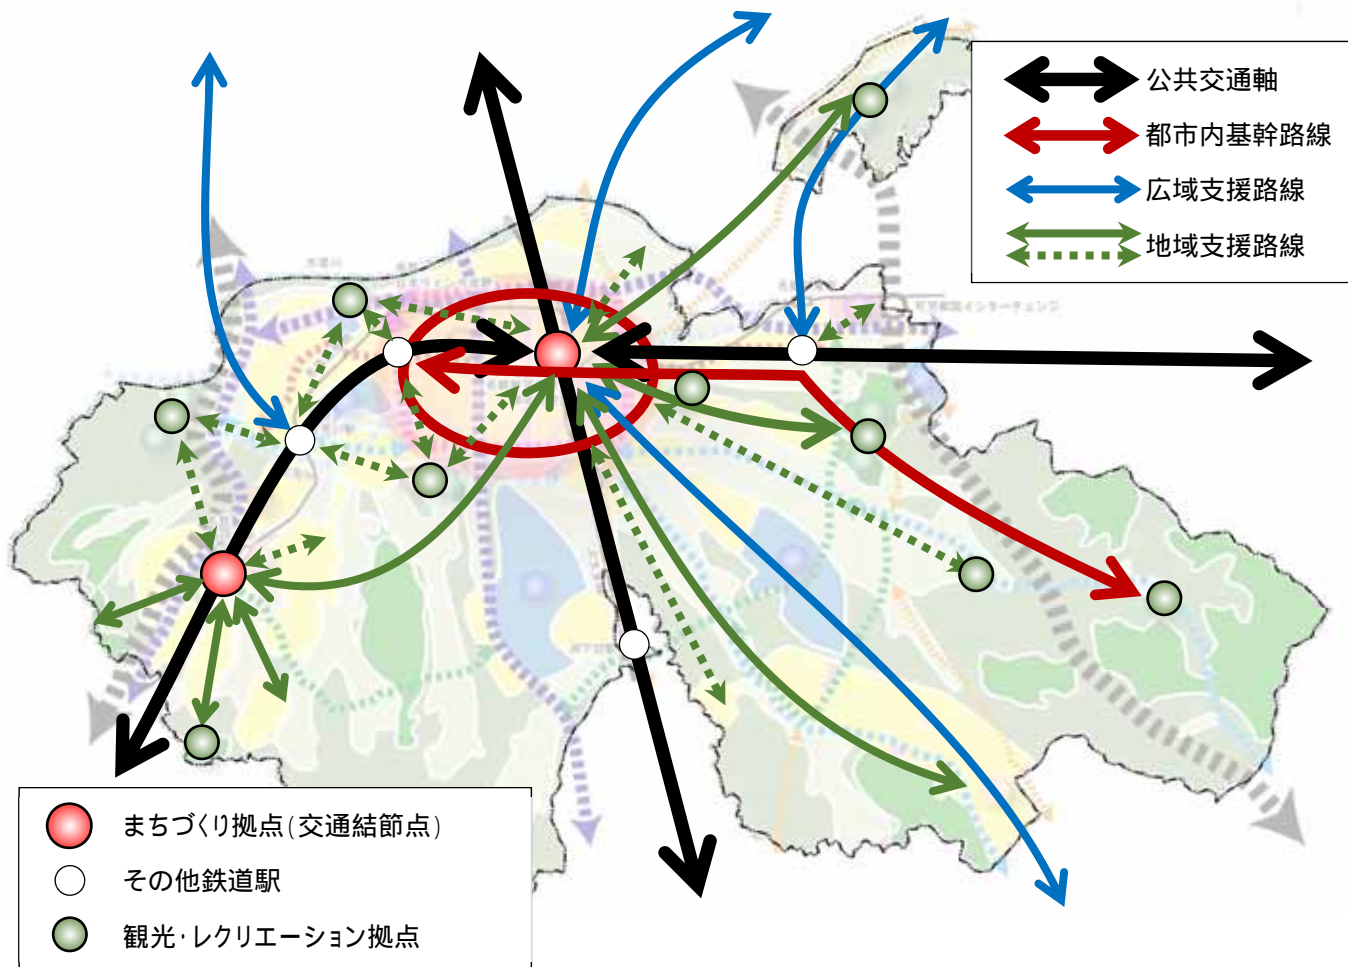 公共交通軸
都市内基幹路線
広域支援路線
地域支援路線
まちづくり拠点(交通結節点)
その他鉄道駅
観光・レクリエーション拠点